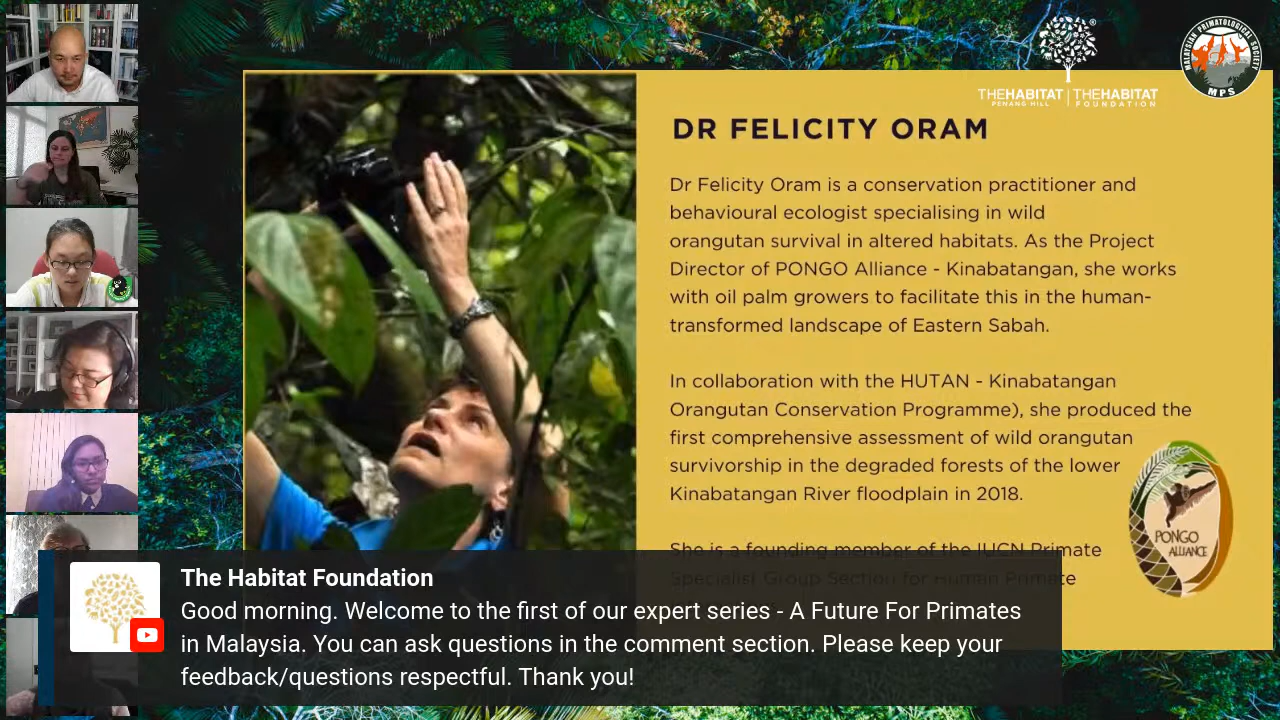 THEHABITAT
PENANG HILL
THEHABITAT
FOUNDATION
MALAYSIAN PRIMATOLOGICAL SOCIETY
MPS
DR FELICITY ORAM
Dr Felicity Oram is a conservation practitioner and
behavioural ecologist specialising in wild
orangutan survival in altered habitats. As the Project
Director of PONGO Alliance - Kinabatangan, she works
with oil palm growers to facilitate this in the human-
transformed landscape of Eastern Sabah.
In collaboration with the HUTAN - Kinabatangan
Orangutan Conservation Programme), she produced the
first comprehensive assessment of wild orangutan
survivorship in the degraded forests of the lower
Kinabatangan River floodplain in 2018.
She is a founding member of the IUCN Primate
Specialist Group Section for Human Primate
PONGO
ALLIANCE
The Habitat Foundation
Good morning. Welcome to the first of our expert series - A Future For Primates
in Malaysia. You can ask questions in the comment section. Please keep your
feedback/questions respectful. Thank you!